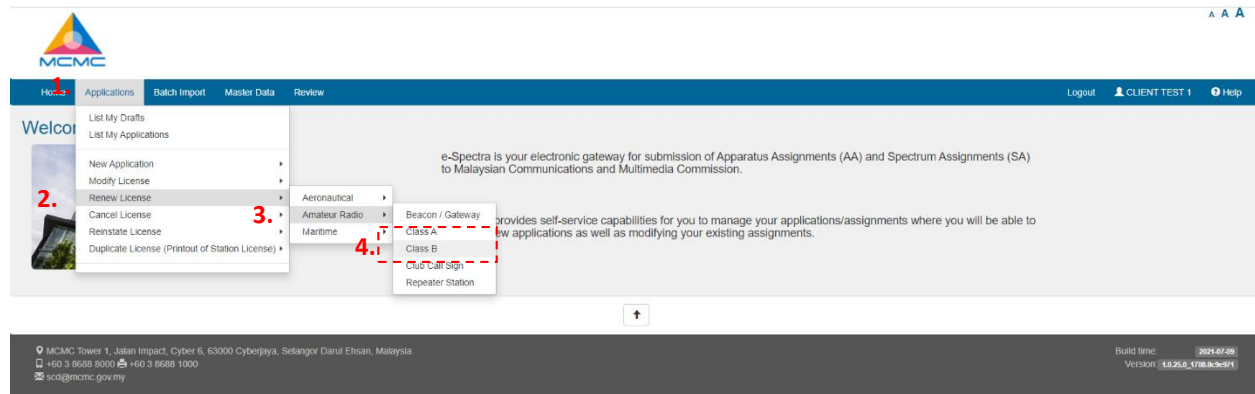 A A A
MCMC
1.
Home Applications Batch Import Master Data Review Logout CLIENT TEST 1 Help
List My Drafts
List My Applications
New Application
Modify License
2.
Renew License
Cancel License
Reinstate License
Duplicate License (Printout of Station License)
3.
Aeronautical
Amateur Radio
Maritime
4.
Beacon / Gateway
Class A
Class B
Club Call Sign
Repeater Station
e-Spectra is your electronic gateway for submission of Apparatus Assignments (AA) and Spectrum Assignments (SA)
to Malaysian Communications and Multimedia Commission.
provides self-service capabilities for you to manage your applications/assignments where you will be able to
applications as well as modifying your existing assignments.
MCMC Tower 1, Jalan Impact, Cyber 6, 63000 Cyberjaya, Selangor Darul Ehsan, Malaysia
+60 3 8688 8000 +60 3 8688 1000
scd@mcmc.gov.my
Build time: 2021-07-09
Version: 1.0.25.0_1788.0c9e971